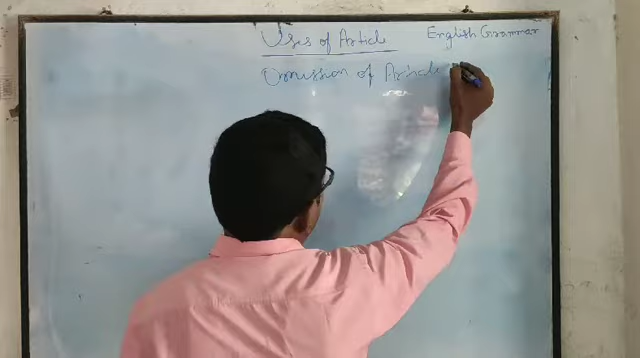 Uses of Article
English Grammar
Omission of Article